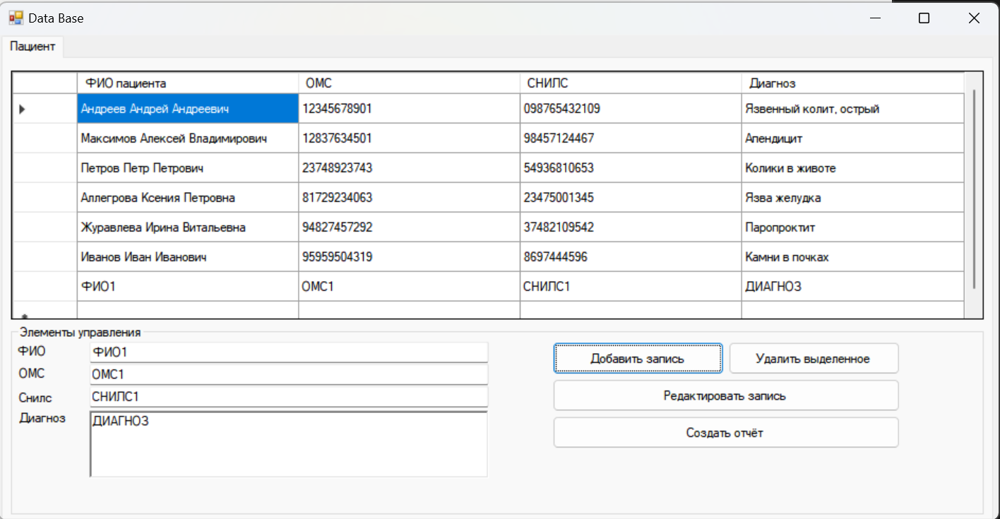 Data Base
Пациент
ФИО пациента ОМС СНИЛС Диагноз
Андреев Андрей Андреевич 12345678901 098765432109 Язвенный колит, острый
Максимов Алексей Владимирович 12837634501 98457124467 Апендицит
Петров Петр Петрович 23748923743 54936810653 Колики в животе
Аллегрова Ксения Петровна 81729234063 23475001345 Язва желудка
Журавлева Ирина Витальевна 94827457292 37482109542 Паропроктит
Иванов Иван Иванович 95959504319 8697444596 Камни в почках
ФИО1 ОМС1 СНИЛС1 ДИАГНОЗ
Элементы управления
ФИО ФИО1 Добавить запись Удалить выделенное
ОМС ОМС1
Снилс СНИЛС1 Редактировать запись
Диагноз ДИАГНОЗ
Создать отчёт